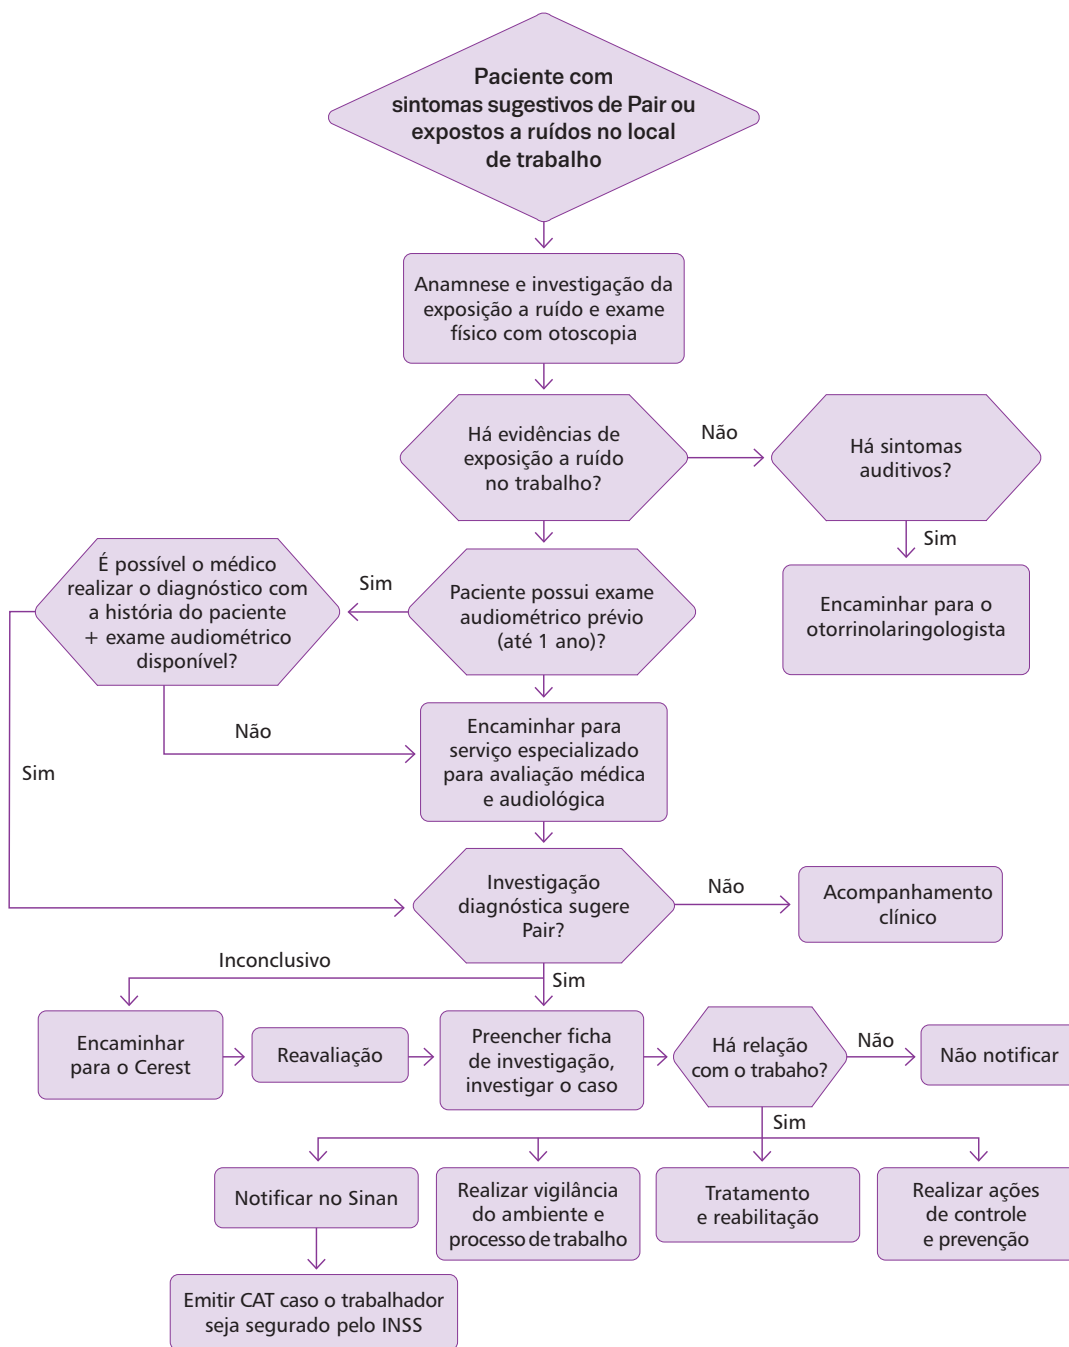 Paciente com
sintomas sugestivos de Pair ou
expostos a ruídos no local
de trabalho
Anamnese e investigação da
exposição a ruído e exame
físico com otoscopia
Há evidências de
exposição a ruído
no trabalho?
Não
Há sintomas
auditivos?
Sim
Encaminhar para o
otorrinolaringologista
Paciente possui exame
audiométrico prévio
(até 1 ano)?
Sim
É possível o médico
realizar o diagnóstico com
a história do paciente
+ exame audiométrico
disponível?
Não
Sim
Encaminhar para
serviço especializado
para avaliação médica
e audiológica
Investigação
diagnóstica sugere
Pair?
Não
Acompanhamento
clínico
Inconclusivo
Sim
Encaminhar
para o Cerest
Reavaliação
Preencher ficha
de investigação,
investigar o caso
Há relação
com o trabaho?
Não
Não notificar
Sim
Notificar no Sinan
Realizar vigilância
do ambiente e
processo de trabalho
Tratamento
e reabilitação
Realizar ações
de controle
e prevenção
Emitir CAT caso o trabalhador
seja segurado pelo INSS